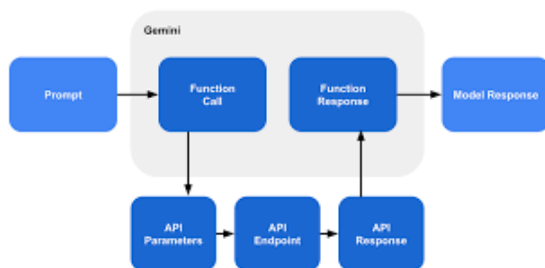 Gemini
Prompt
Function
Call
Function
Response
Model Response
API
Parameters
API
Endpoint
API
Response